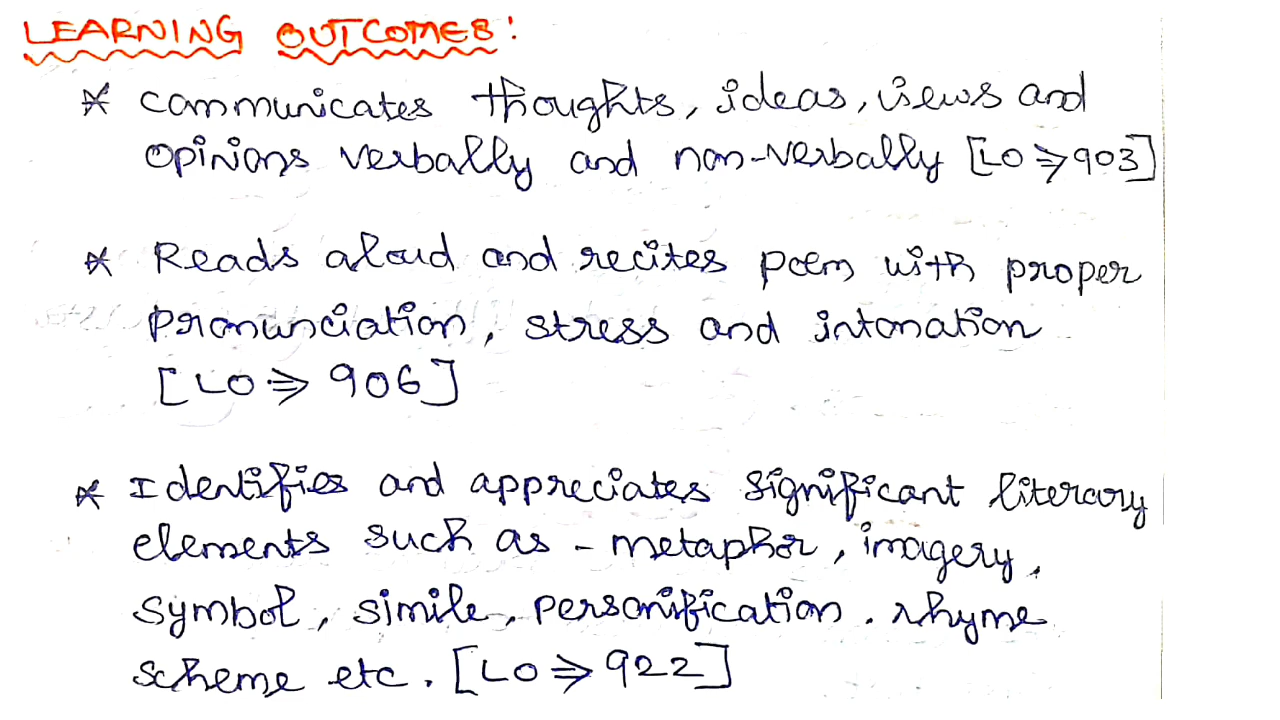 LEARNING OUTCOMES:
* communicates thoughts, ideas, views and
opinions verbally and non-verbally [LO⇒903]
* Reads aloud and recites poem with proper
pronunciation, stress and intonation
[LO⇒ 906]
* Identifies and appreciates significant literary
elements such as - metaphor, imagery,
symbol, simile, personification. rhyme
scheme etc. [LO⇒922]